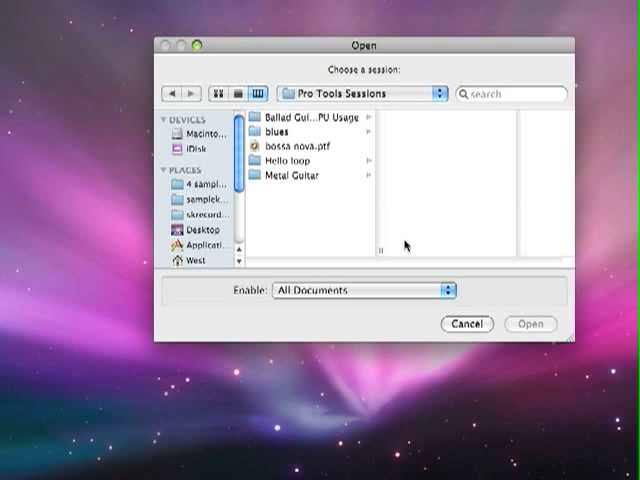 Open
Choose a session:
Pro Tools Sessions
search
DEVICES
Macinto...
iDisk
PLACES
4 sampl...
samplek...
skrecord...
Desktop
Applicati...
West
Ballad Gui...PU Usage
blues
bossa nova.ptf
Hello loop
Metal Guitar
Enable: All Documents
Cancel
Open